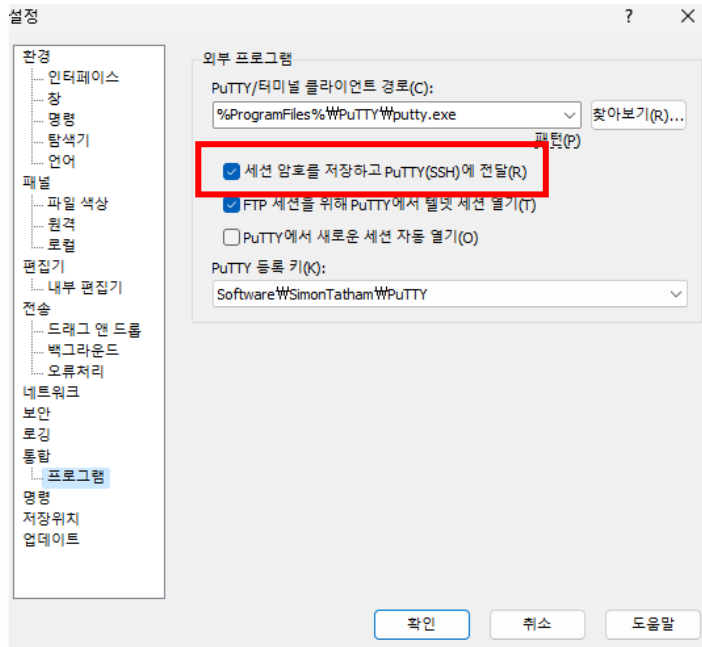 설정
?
×
환경
인터페이스
창
명령
탐색기
언어
패널
파일 색상
원격
로컬
편집기
내부 편집기
전송
드래그 앤 드롭
백그라운드
오류처리
네트워크
보안
로깅
통합
프로그램
명령
저장위치
업데이트
외부 프로그램
PuTTY/터미널 클라이언트 경로(C):
%ProgramFiles%₩PuTTY₩putty.exe
찾아보기(R)...
패턴(P)
세션 암호를 저장하고 PuTTY(SSH)에 전달(R)
FTP 세션을 위해 PuTTY에서 텔넷 세션 열기(T)
PuTTY에서 새로운 세션 자동 열기(O)
PuTTY 등록 키(K):
Software₩SimonTatham₩PuTTY
확인
취소
도움말